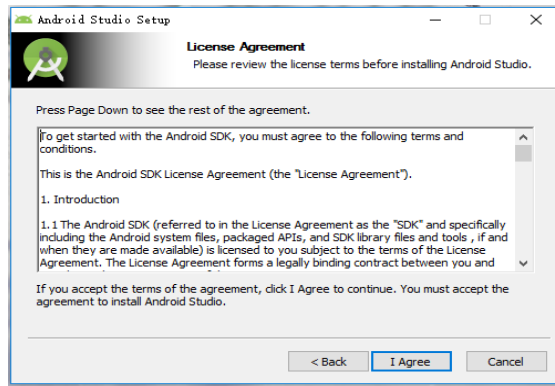 Android Studio Setup
License Agreement
Please review the license terms before installing Android Studio.
Press Page Down to see the rest of the agreement.
To get started with the Android SDK, you must agree to the following terms and
conditions.
This is the Android SDK License Agreement (the "License Agreement").
1. Introduction
1.1 The Android SDK (referred to in the License Agreement as the "SDK" and specifically
including the Android system files, packaged APIs, and SDK library files and tools , if and
when they are made available) is licensed to you subject to the terms of the License
Agreement. The License Agreement forms a legally binding contract between you and
If you accept the terms of the agreement, click I Agree to continue. You must accept the
agreement to install Android Studio.
< Back
I Agree
Cancel